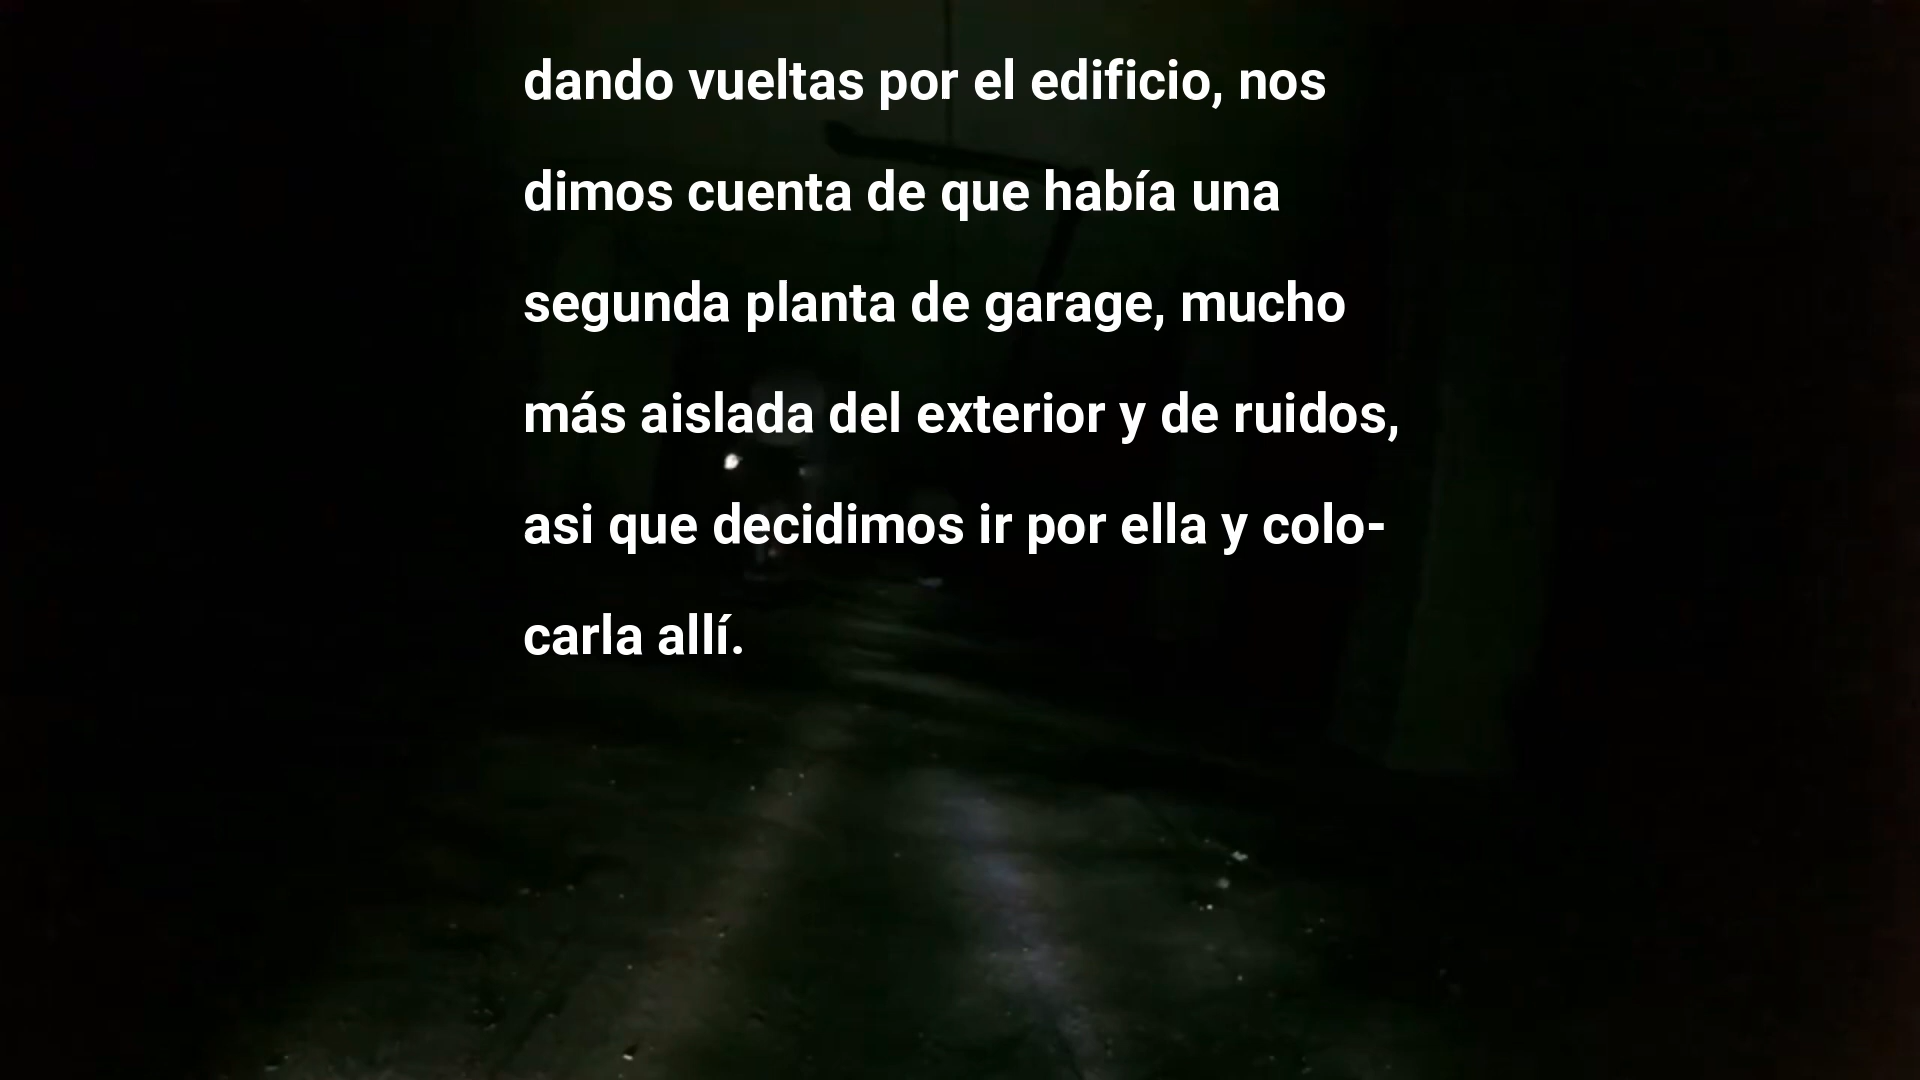 dando vueltas por el edificio, nos
dimos cuenta de que había una
segunda planta de garage, mucho
más aislada del exterior y de ruidos,
asi que decidimos ir por ella y colo-
carla allí.